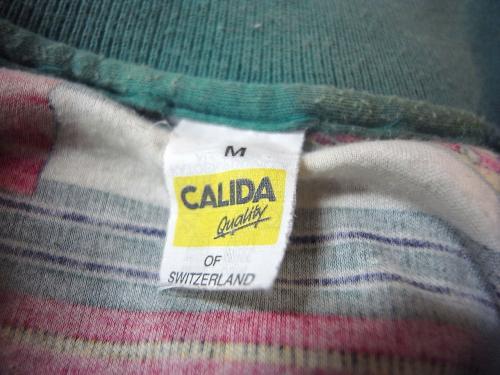 M
CALIDA
Quality
OF
SWITZERLAND